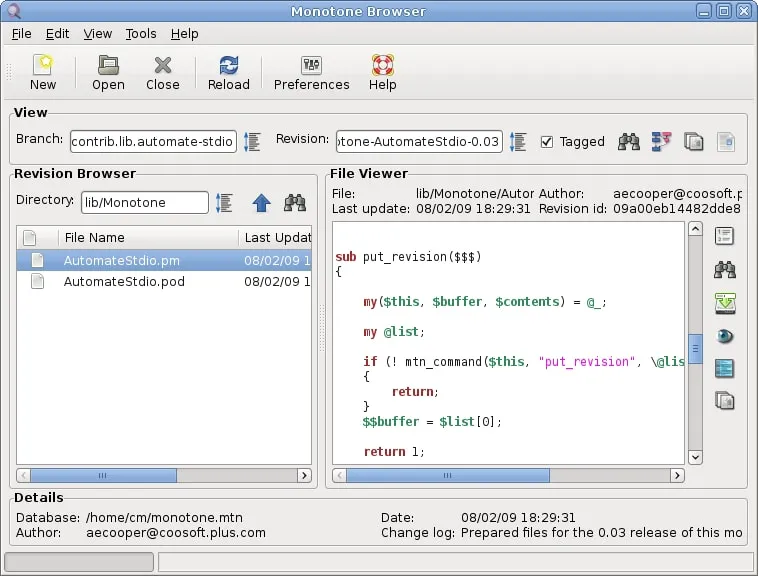 Monotone Browser
File Edit View Tools Help
New Open Close Reload Preferences Help
View
Branch: contrib.lib.automate-stdio Revision: otone-AutomateStdio-0.03 Tagged
Revision Browser
Directory: lib/Monotone
File Name Last Updat
AutomateStdio.pm 08/02/09 1
AutomateStdio.pod 08/02/09 1
File Viewer
File: lib/Monotone/Autor Author: aecooper@coosoft.p
Last update: 08/02/09 18:29:31 Revision id: 09a00eb14482dde8
sub put_revision($$$)
{
my($this, $buffer, $contents) = @_;
my @list;
if (! mtn_command($this, "put_revision", \@lis
{
return;
}
$$buffer = $list[0];
return 1;
Details
Database: /home/cm/monotone.mtn Date: 08/02/09 18:29:31
Author: aecooper@coosoft.plus.com Change log: Prepared files for the 0.03 release of this mo